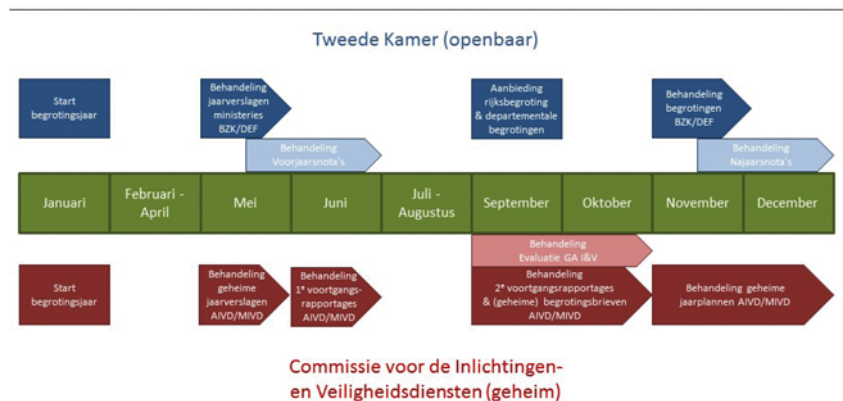 Tweede Kamer (openbaar)
Start
begrotingsjaar
Behandeling
jaarverslagen
ministeries
BZK/DEF
Aanbieding
rijksbegroting
& departementale
begrotingen
Behandeling
begrotingen
BZK/DEF
Behandeling
Voorjaarsnota's
Behandeling
Najaarsnota's
Januari
Februari -
April
Mei
Juni
Juli -
Augustus
September
Oktober
November
December
Behandeling
Evaluatie GA I&V
Start
begrotingsjaar
Behandeling
geheime
jaarverslagen
AIVD/MIVD
Behandeling
1e voortgangs-
rapportages
AIVD/MIVD
Behandeling
2e voortgangsrapportages
& (geheime) begrotingsbrieven
AIVD/MIVD
Behandeling geheime
jaarplannen AIVD/MIVD
Commissie voor de Inlichtingen-
en Veiligheidsdiensten (geheim)